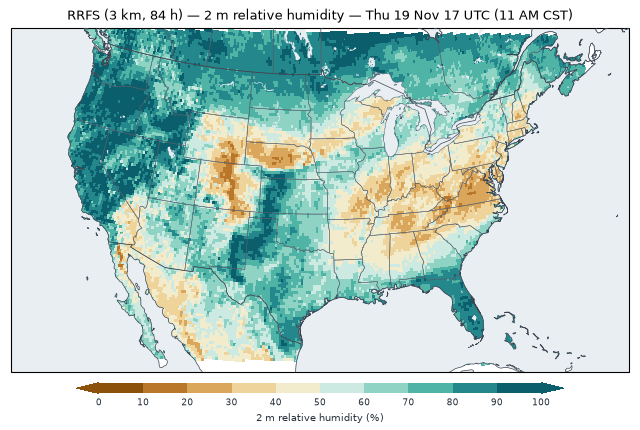 RRFS (3 km, 84 h) — 2 m relative humidity — Thu 19 Nov 17 UTC (11 AM CST)
0 10 20 30 40 50 60 70 80 90 100
2 m relative humidity (%)